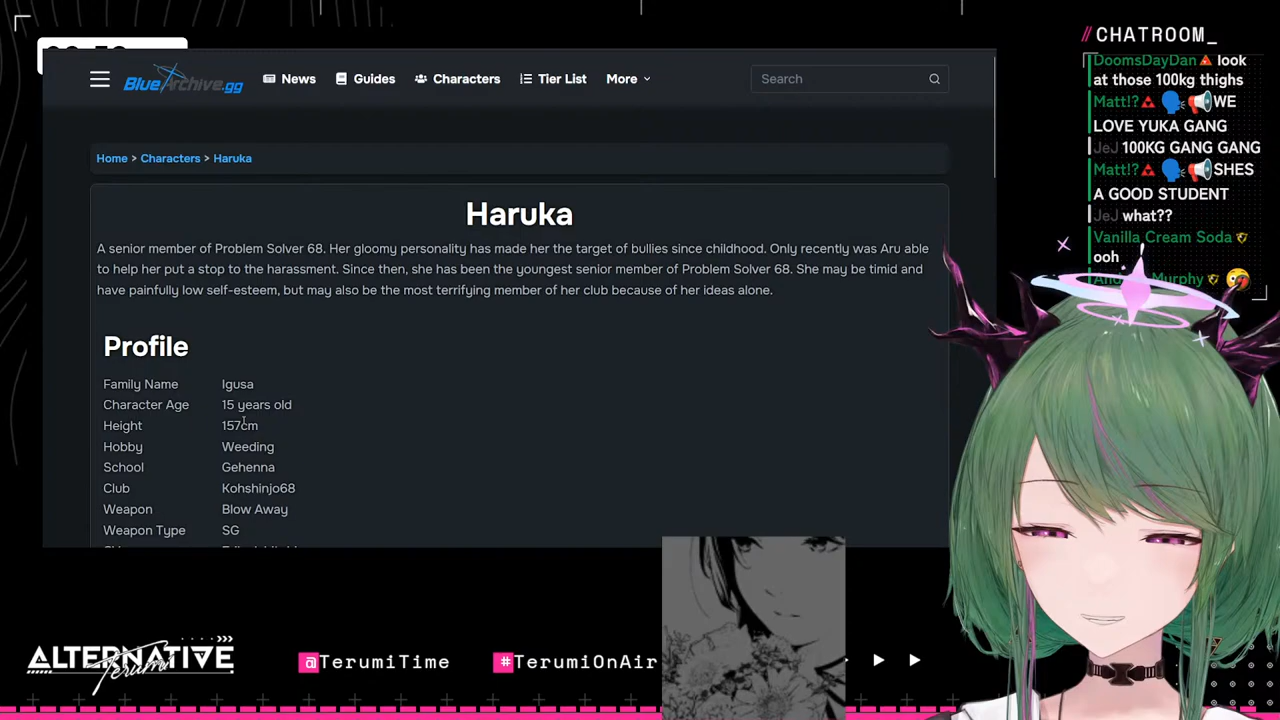 BlueArchive.gg
News
Guides
Characters
Tier List
More
Search
Home > Characters > Haruka
Haruka
A senior member of Problem Solver 68. Her gloomy personality has made her the target of bullies since childhood. Only recently was Aru able
to help her put a stop to the harassment. Since then, she has been the youngest senior member of Problem Solver 68. She may be timid and
have painfully low self-esteem, but may also be the most terrifying member of her club because of her ideas alone.
Profile
Family Name Igusa
Character Age 15 years old
Height 157cm
Hobby Weeding
School Gehenna
Club Kohshinjo68
Weapon Blow Away
Weapon Type SG
//CHATROOM_
DoomsDayDan look
at those 100kg thighs
Matt!? WE
LOVE YUKA GANG
JeJ 100KG GANG GANG
Matt!? SHES
A GOOD STUDENT
JeJ what??
Vanilla Cream Soda
ooh
Murphy
ALTERNATIVE
Terumi
@TerumiTime
#TerumiOnAir